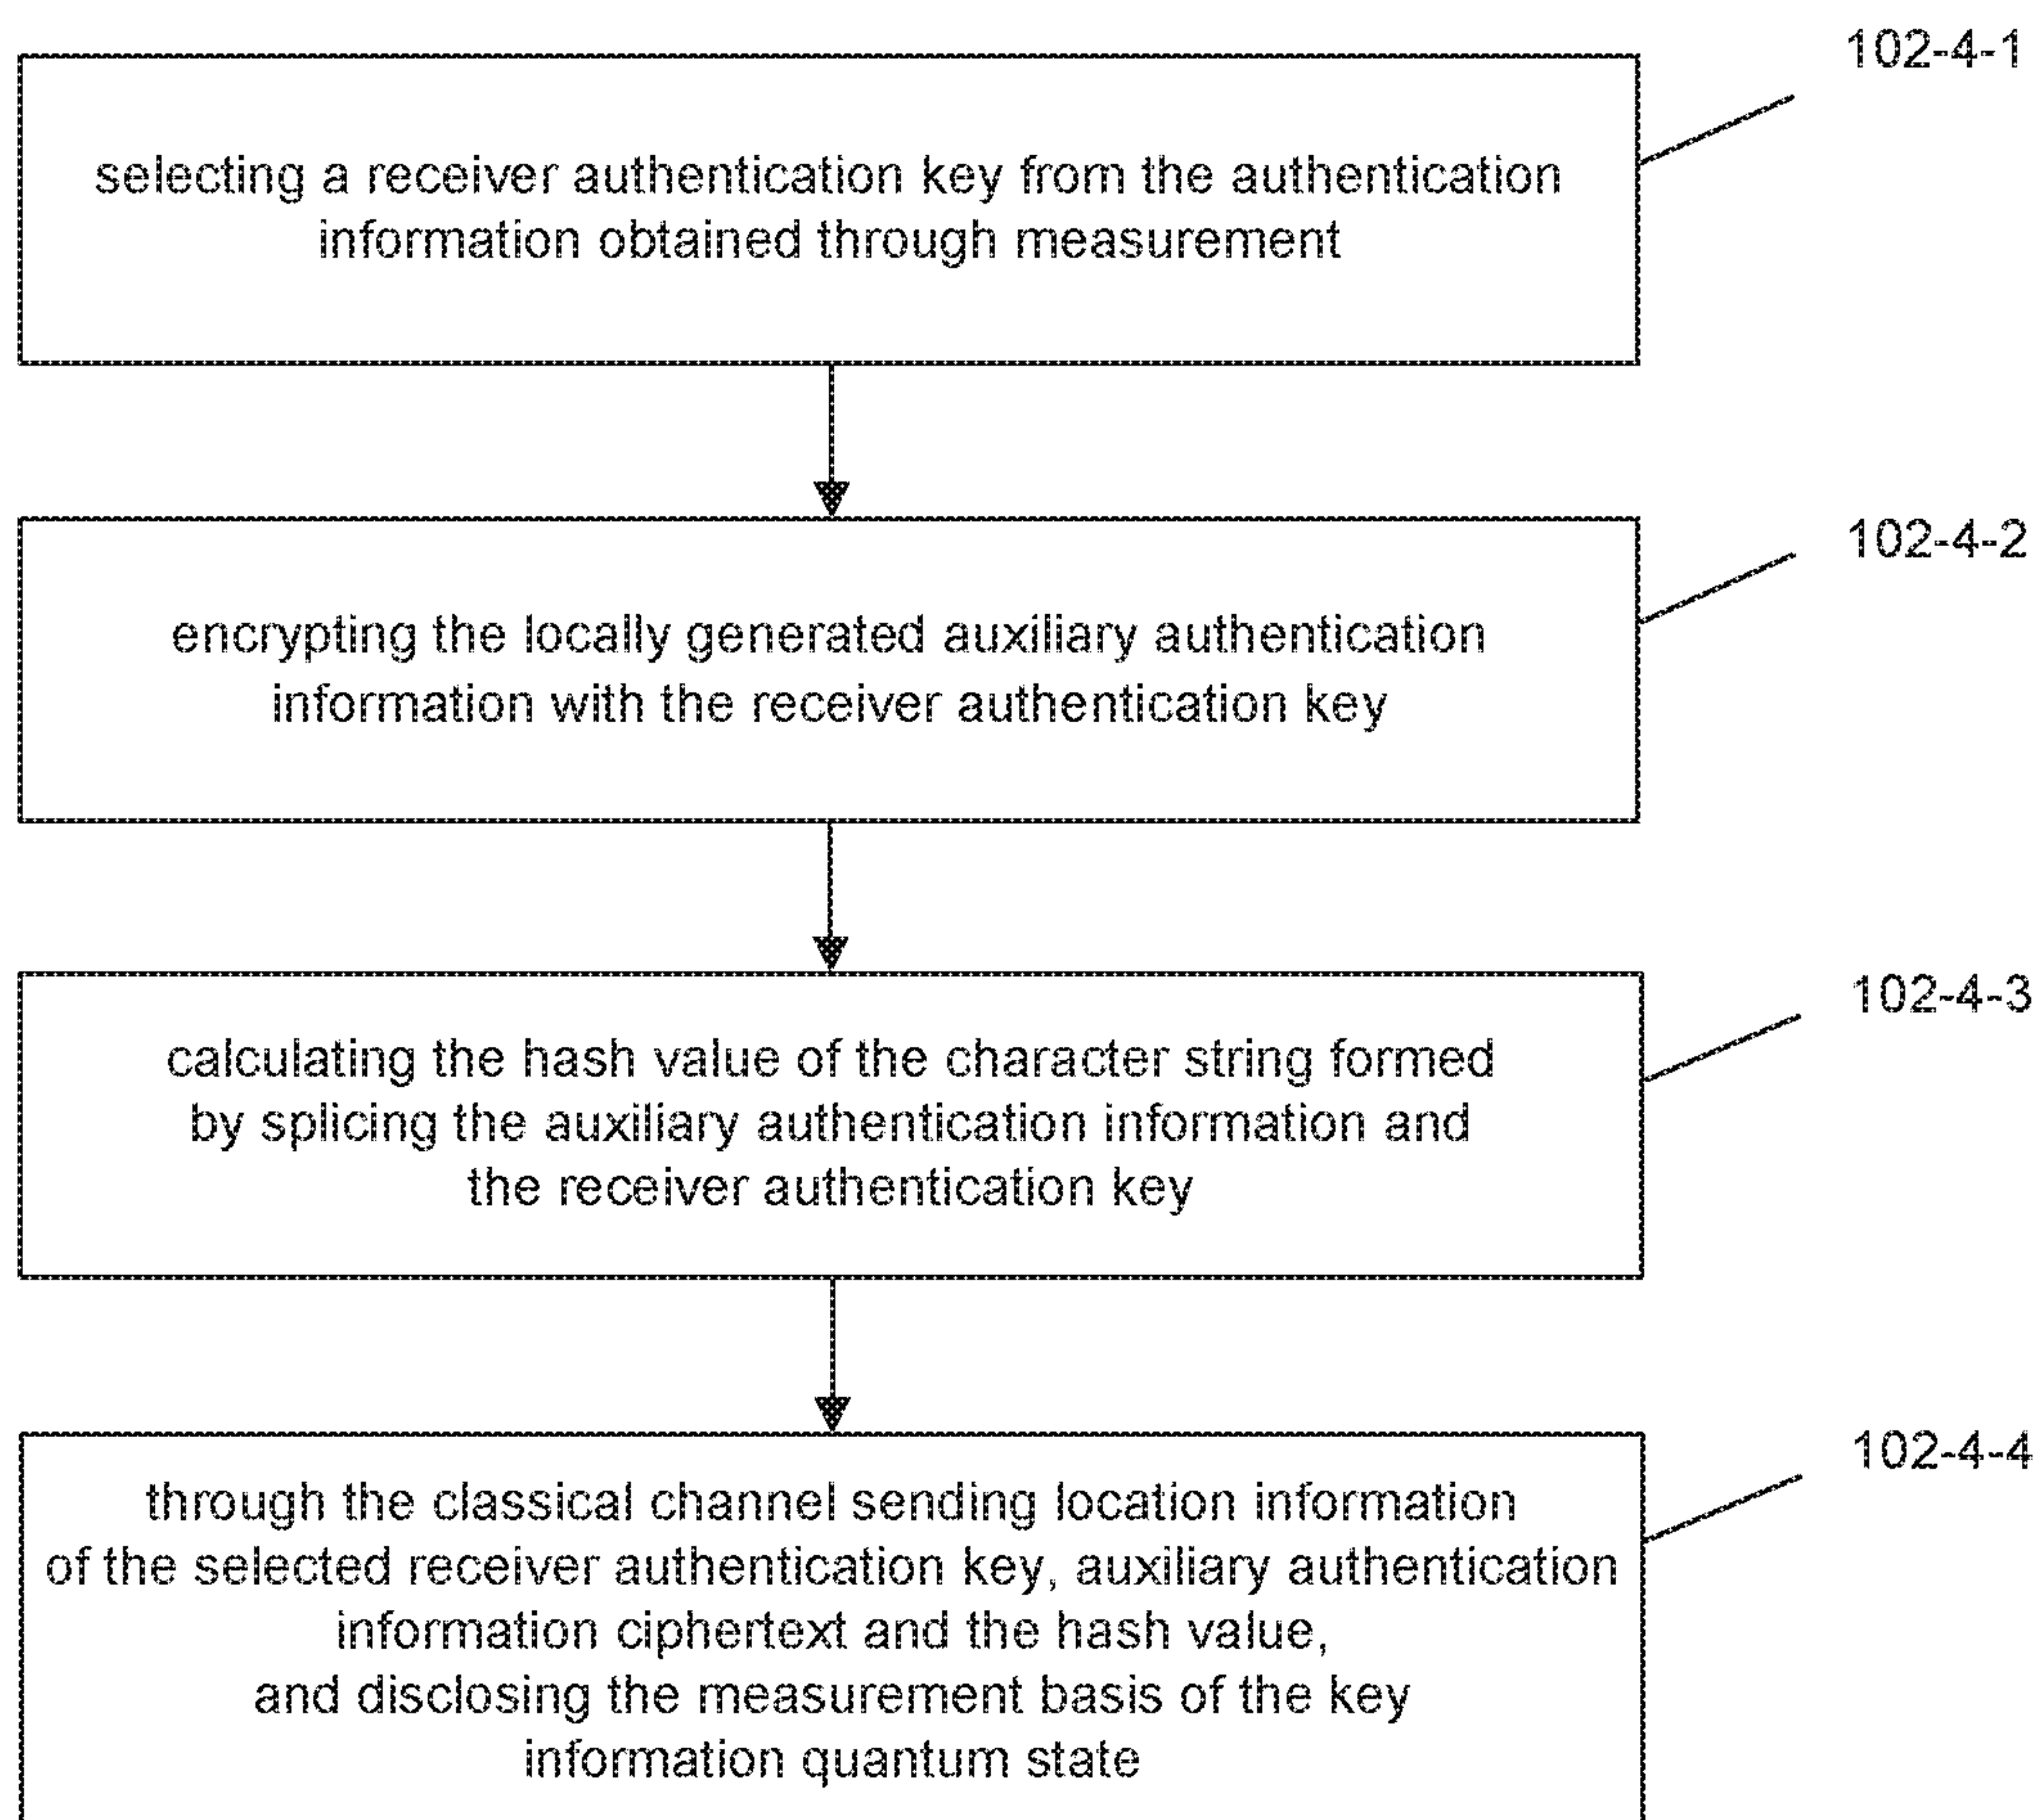 102-4-1
selecting a receiver authentication key from the authentication
information obtained through measurement
102-4-2
encrypting the locally generated auxiliary authentication
information with the receiver authentication key
102-4-3
calculating the hash value of the character string formed
by splicing the auxiliary authentication information and
the receiver authentication key
102-4-4
through the classical channel sending location information
of the selected receiver authentication key, auxiliary authentication
information ciphertext and the hash value,
and disclosing the measurement basis of the key
information quantum state